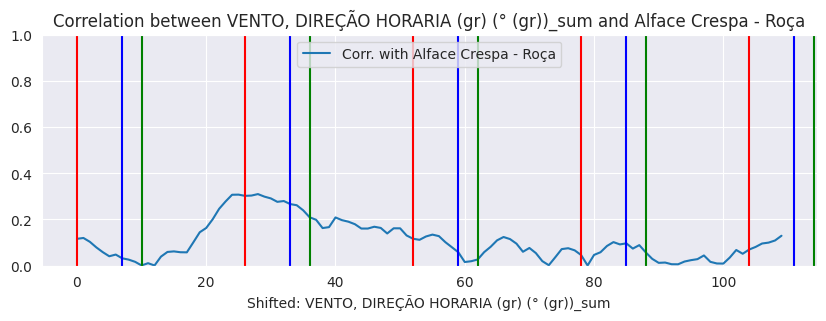 Correlation between VENTO, DIREÇÃO HORARIA (gr) (° (gr))_sum and Alface Crespa - Roça
Corr. with Alface Crespa - Roça
1.0
0.8
0.6
0.4
0.2
0.0
0 20 40 60 80 100
Shifted: VENTO, DIREÇÃO HORARIA (gr) (° (gr))_sum